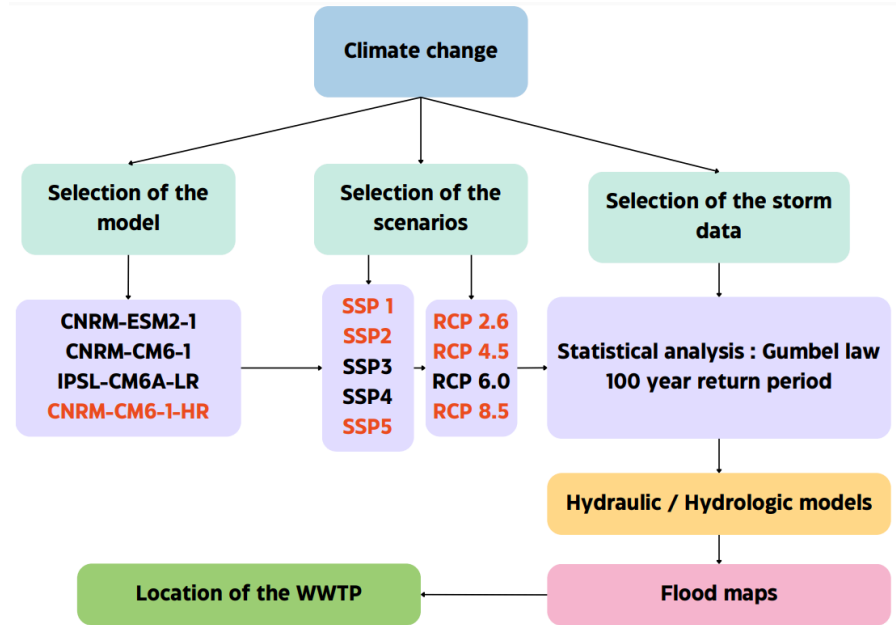 Climate change
Selection of the
model
Selection of the
scenarios
Selection of the storm
data
CNRM-ESM2-1
CNRM-CM6-1
IPSL-CM6A-LR
CNRM-CM6-1-HR
SSP 1
SSP2
SSP3
SSP4
SSP5
RCP 2.6
RCP 4.5
RCP 6.0
RCP 8.5
Statistical analysis : Gumbel law
100 year return period
Hydraulic / Hydrologic models
Flood maps
Location of the WWTP